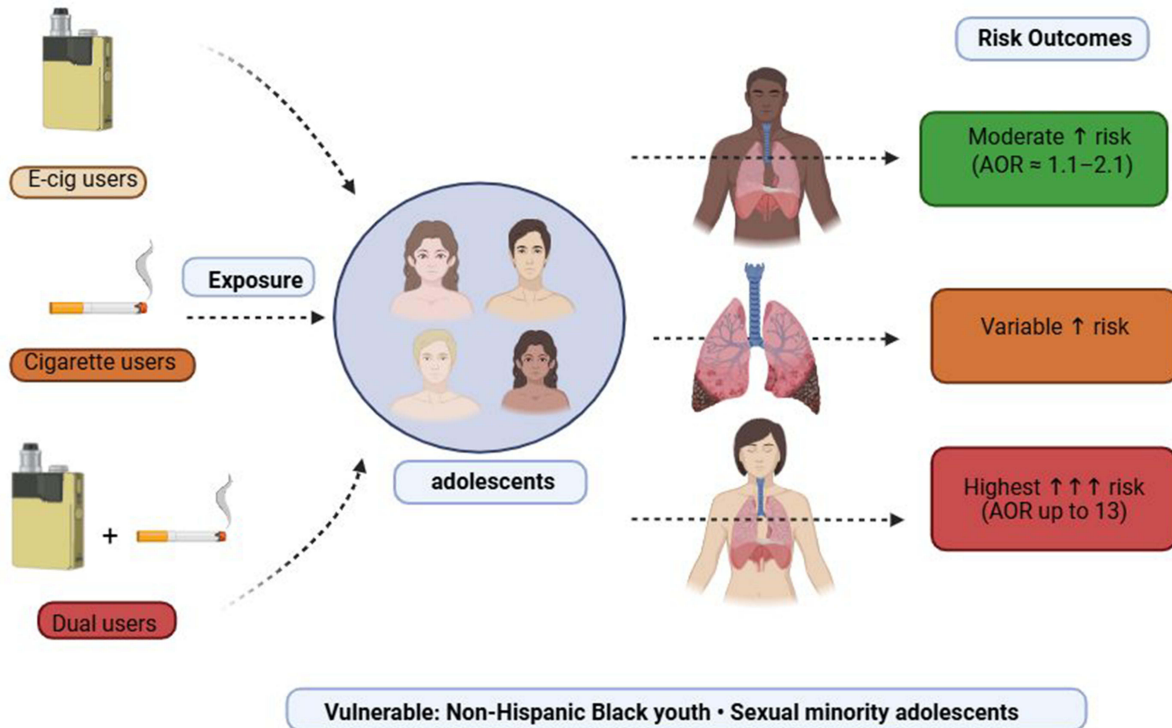 Risk Outcomes
E-cig users
Moderate ↑ risk
(AOR ≈ 1.1–2.1)
Exposure
Cigarette users
Variable ↑ risk
+
adolescents
Dual users
Highest ↑↑↑ risk
(AOR up to 13)
Vulnerable: Non-Hispanic Black youth • Sexual minority adolescents